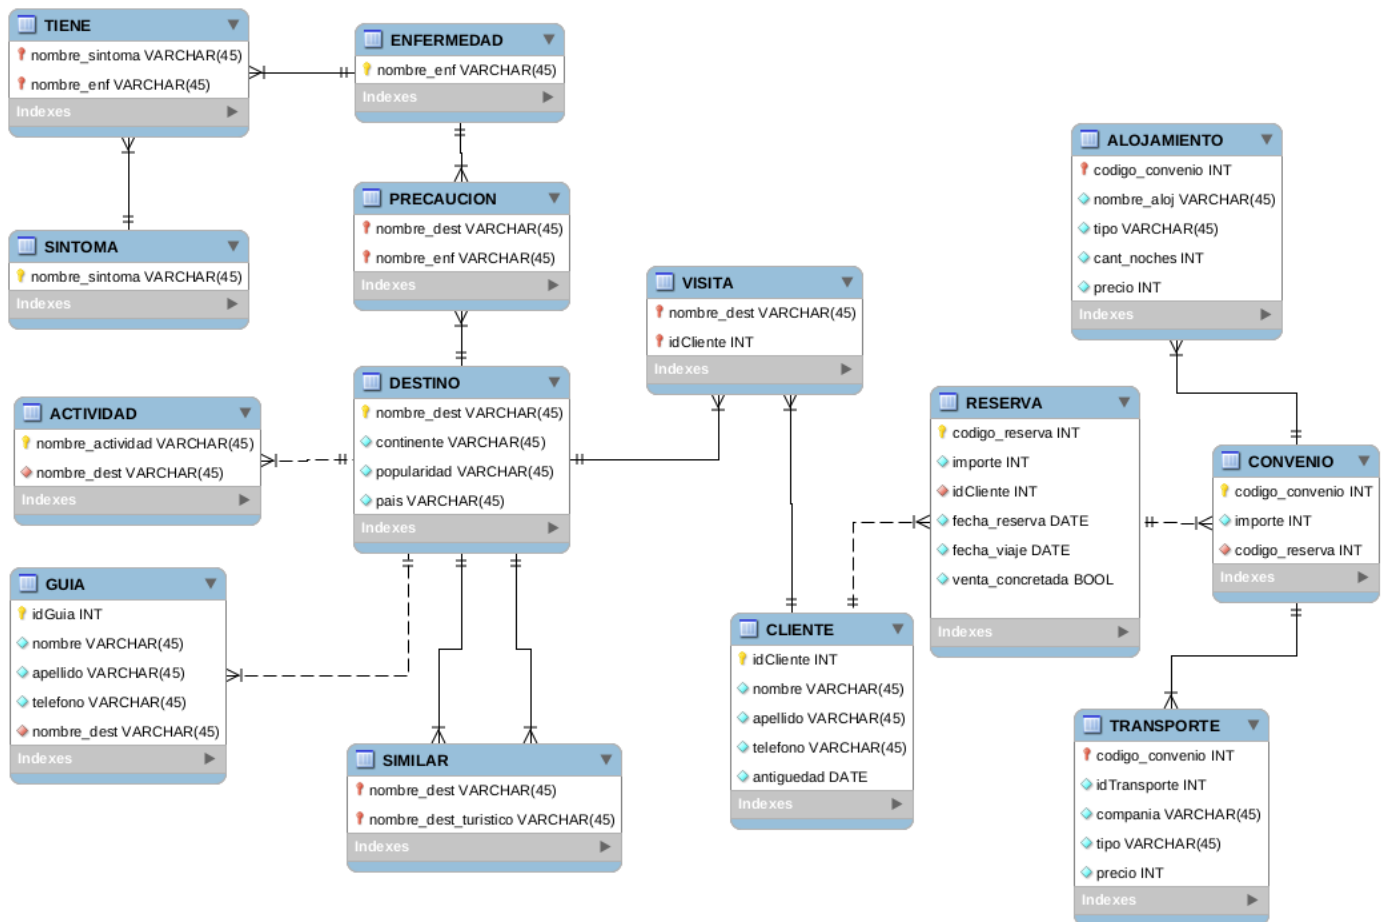 TIENE
nombre_sintoma VARCHAR(45)
nombre_enf VARCHAR(45)
Indexes
ENFERMEDAD
nombre_enf VARCHAR(45)
Indexes
SINTOMA
nombre_sintoma VARCHAR(45)
Indexes
PRECAUCION
nombre_dest VARCHAR(45)
nombre_enf VARCHAR(45)
Indexes
ALOJAMIENTO
codigo_convenio INT
nombre_aloj VARCHAR(45)
tipo VARCHAR(45)
cant_noches INT
precio INT
Indexes
VISITA
nombre_dest VARCHAR(45)
idCliente INT
Indexes
DESTINO
nombre_dest VARCHAR(45)
continente VARCHAR(45)
popularidad VARCHAR(45)
pais VARCHAR(45)
Indexes
ACTIVIDAD
nombre_actividad VARCHAR(45)
nombre_dest VARCHAR(45)
Indexes
RESERVA
codigo_reserva INT
importe INT
idCliente INT
fecha_reserva DATE
fecha_viaje DATE
venta_concretada BOOL
Indexes
CONVENIO
codigo_convenio INT
importe INT
codigo_reserva INT
Indexes
GUIA
idGuia INT
nombre VARCHAR(45)
apellido VARCHAR(45)
telefono VARCHAR(45)
nombre_dest VARCHAR(45)
Indexes
CLIENTE
idCliente INT
nombre VARCHAR(45)
apellido VARCHAR(45)
telefono VARCHAR(45)
antiguedad DATE
Indexes
SIMILAR
nombre_dest VARCHAR(45)
nombre_dest_turistico VARCHAR(45)
Indexes
TRANSPORTE
codigo_convenio INT
idTransporte INT
compania VARCHAR(45)
tipo VARCHAR(45)
precio INT
Indexes